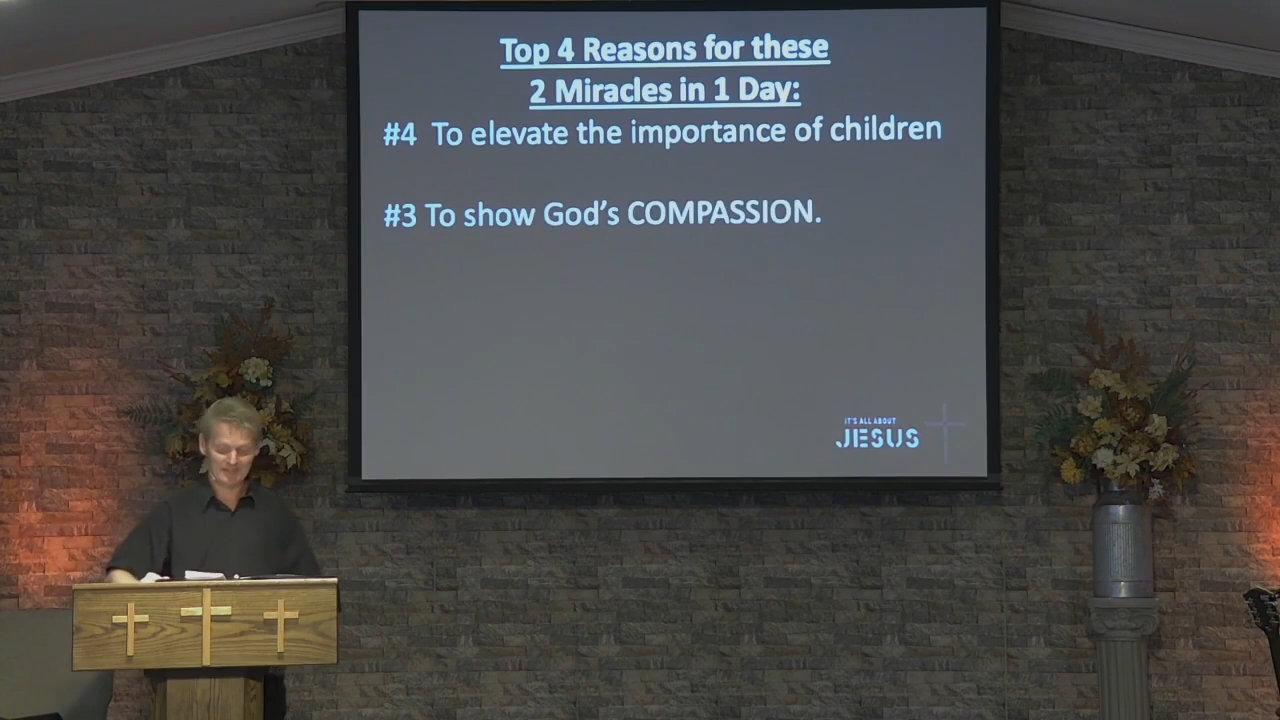 Top 4 Reasons for these
2 Miracles in 1 Day:
#4 To elevate the importance of children
#3 To show God's COMPASSION.
IT'S ALL ABOUT
JESUS